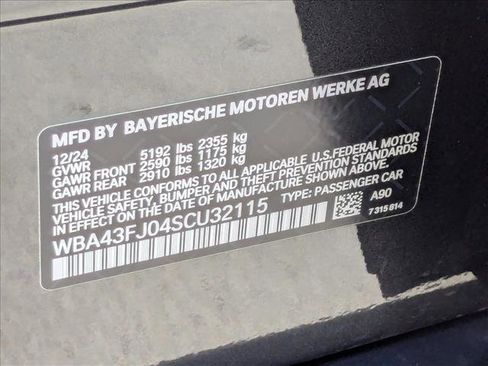 MFD BY BAYERISCHE MOTOREN WERKE AG
12/24
GVWR 5192 lbs 2355 kg
GAWR FRONT 2590 lbs 1175 kg
GAWR REAR 2910 lbs 1320 kg
THIS VEHICLE CONFORMS TO ALL APPLICABLE U.S.FEDERAL MOTOR
VEHICLE SAFETY, BUMPER AND THEFT PREVENTION STANDARDS
IN EFFECT ON THE DATE OF MANUFACTURE SHOWN ABOVE.
WBA43FJ04SCU32115 TYPE: PASSENGER CAR
A90
7 315 614